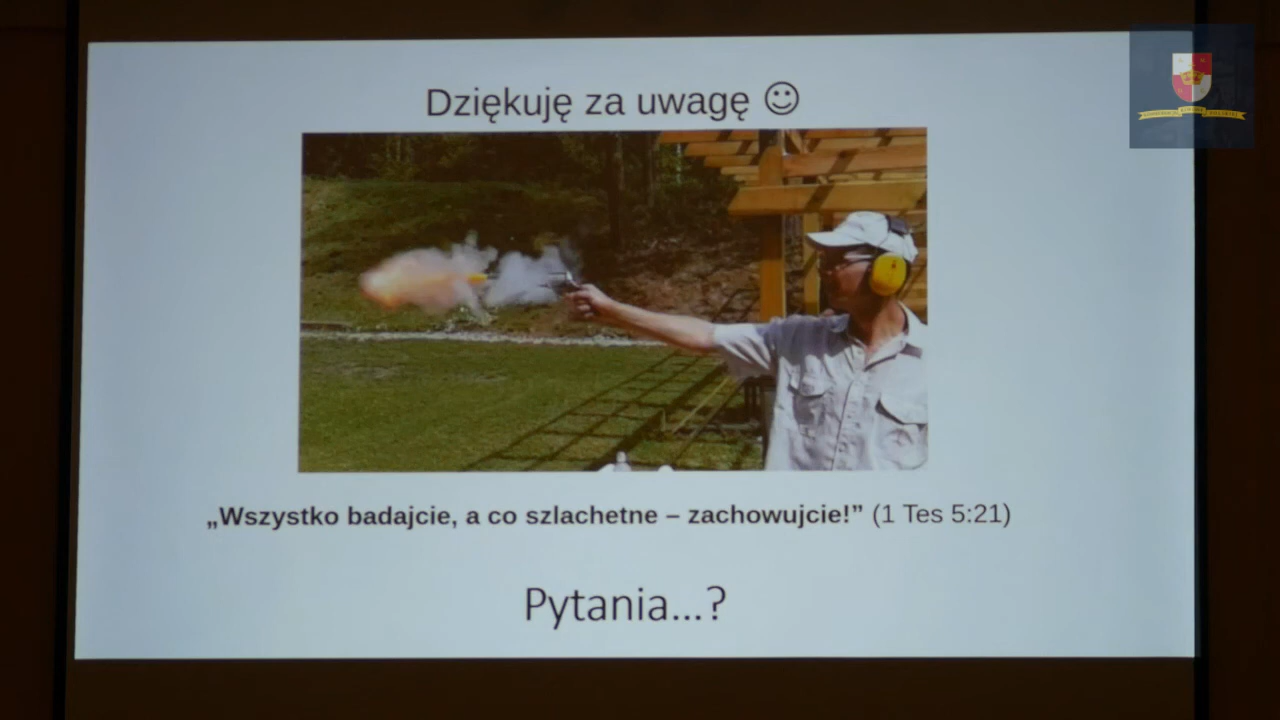 Dziękuję za uwagę ☺
„Wszystko badajcie, a co szlachetne – zachowujcie!” (1 Tes 5:21)
Pytania...?